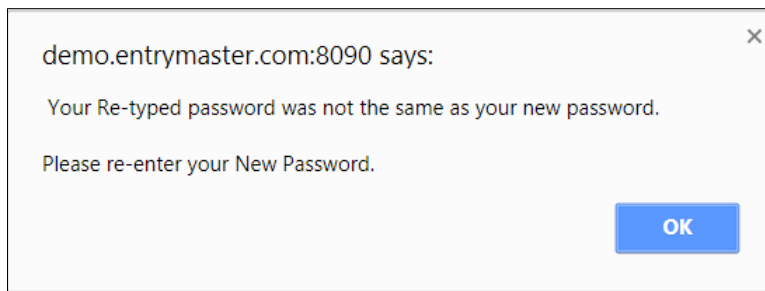 demo.entrymaster.com:8090 says:
Your Re-typed password was not the same as your new password.
Please re-enter your New Password.
OK